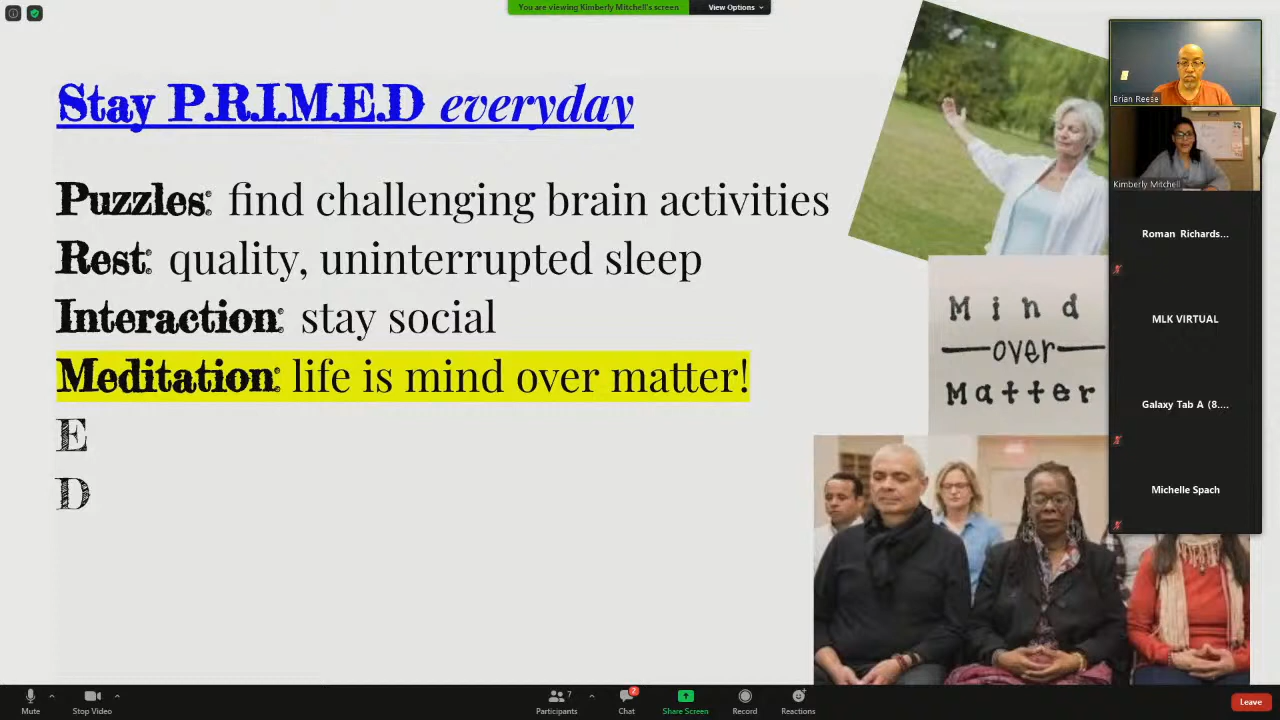 You are viewing Kimberly Mitchell's screen
View Options
Stay P.R.I.M.E.D everyday
Puzzles: find challenging brain activities
Rest: quality, uninterrupted sleep
Interaction: stay social
Meditation: life is mind over matter!
E
D
Mind
over
Matter
Brian Reese
Kimberly Mitchell
Roman Richards...
MLK VIRTUAL
Galaxy Tab A (8....
Michelle Spach
Mute
Stop Video
7
Participants
2
Chat
Share Screen
Record
Reactions
Leave